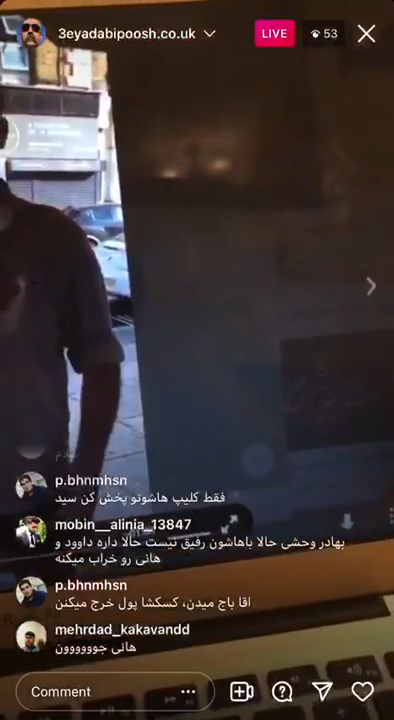 3eyadabipoosh.co.uk
LIVE
53
p.bhnmhsn
فقط کلیپ هاشونو پخش کن سید
mobin__alinia_13847
بهادر وحشی حالا باهاشون رفیق نیست حالا داره داوود و
هانی رو خراب میکنه
p.bhnmhsn
اقا باج میدن، کسکشا پول خرج میکنن
mehrdad_kakavandd
هانی جوووووون
Comment